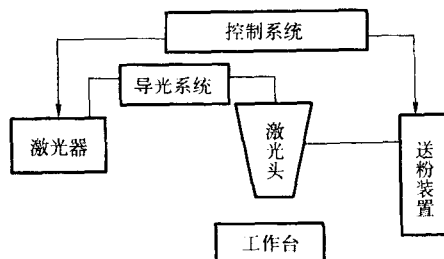 控制系统
导光系统
激光器
激光头
送粉装置
工作台